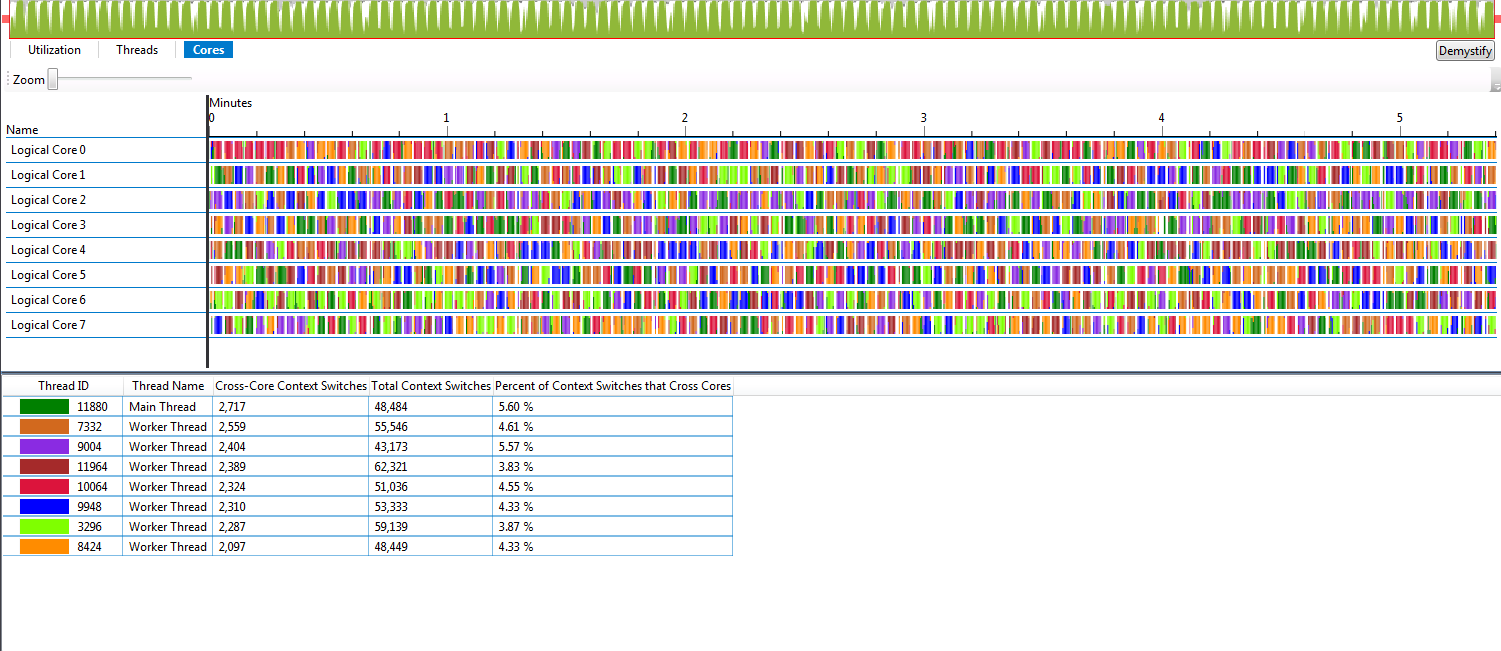 Utilization Threads Cores Demystify
Zoom
Minutes
0 1 2 3 4 5
Name
Logical Core 0
Logical Core 1
Logical Core 2
Logical Core 3
Logical Core 4
Logical Core 5
Logical Core 6
Logical Core 7
Thread ID Thread Name Cross-Core Context Switches Total Context Switches Percent of Context Switches that Cross Cores
11880 Main Thread 2,717 48,484 5.60 %
7332 Worker Thread 2,559 55,546 4.61 %
9004 Worker Thread 2,404 43,173 5.57 %
11964 Worker Thread 2,389 62,321 3.83 %
10064 Worker Thread 2,324 51,036 4.55 %
9948 Worker Thread 2,310 53,333 4.33 %
3296 Worker Thread 2,287 59,139 3.87 %
8424 Worker Thread 2,097 48,449 4.33 %